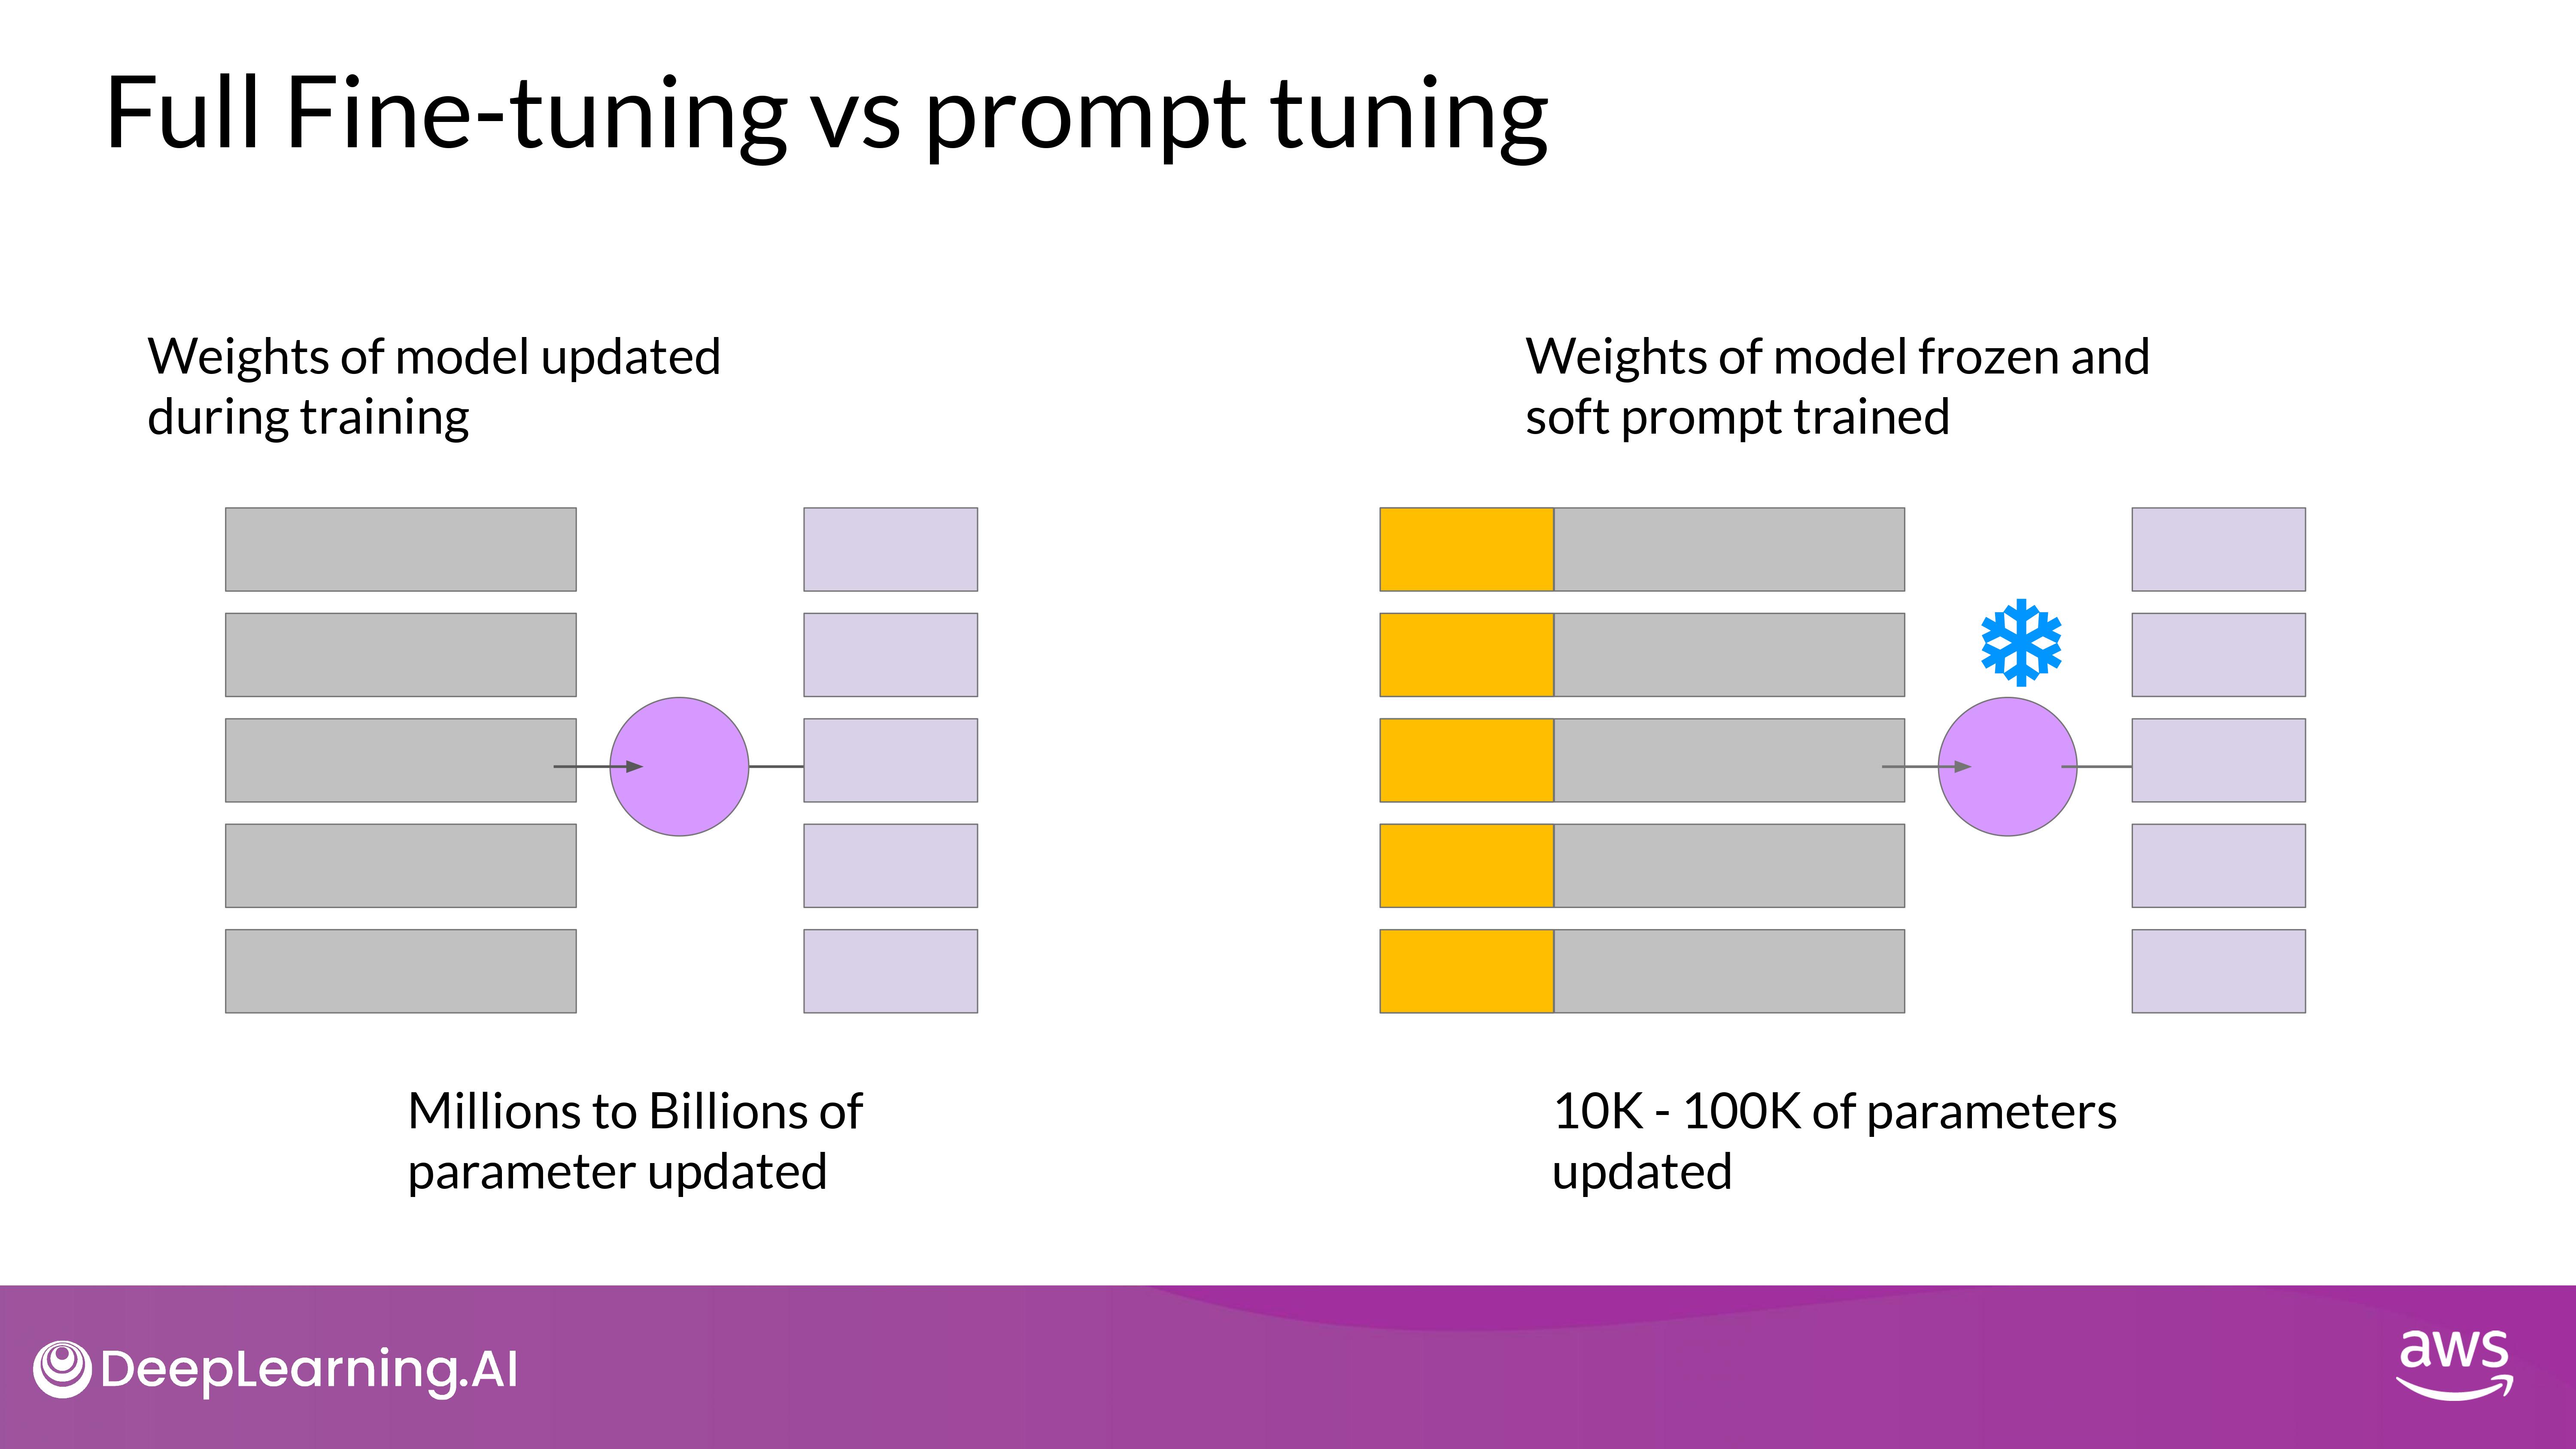 Full Fine-tuning vs prompt tuning
Weights of model updated
during training
Weights of model frozen and
soft prompt trained
Millions to Billions of
parameter updated
10K - 100K of parameters
updated
DeepLearning.AI
aws